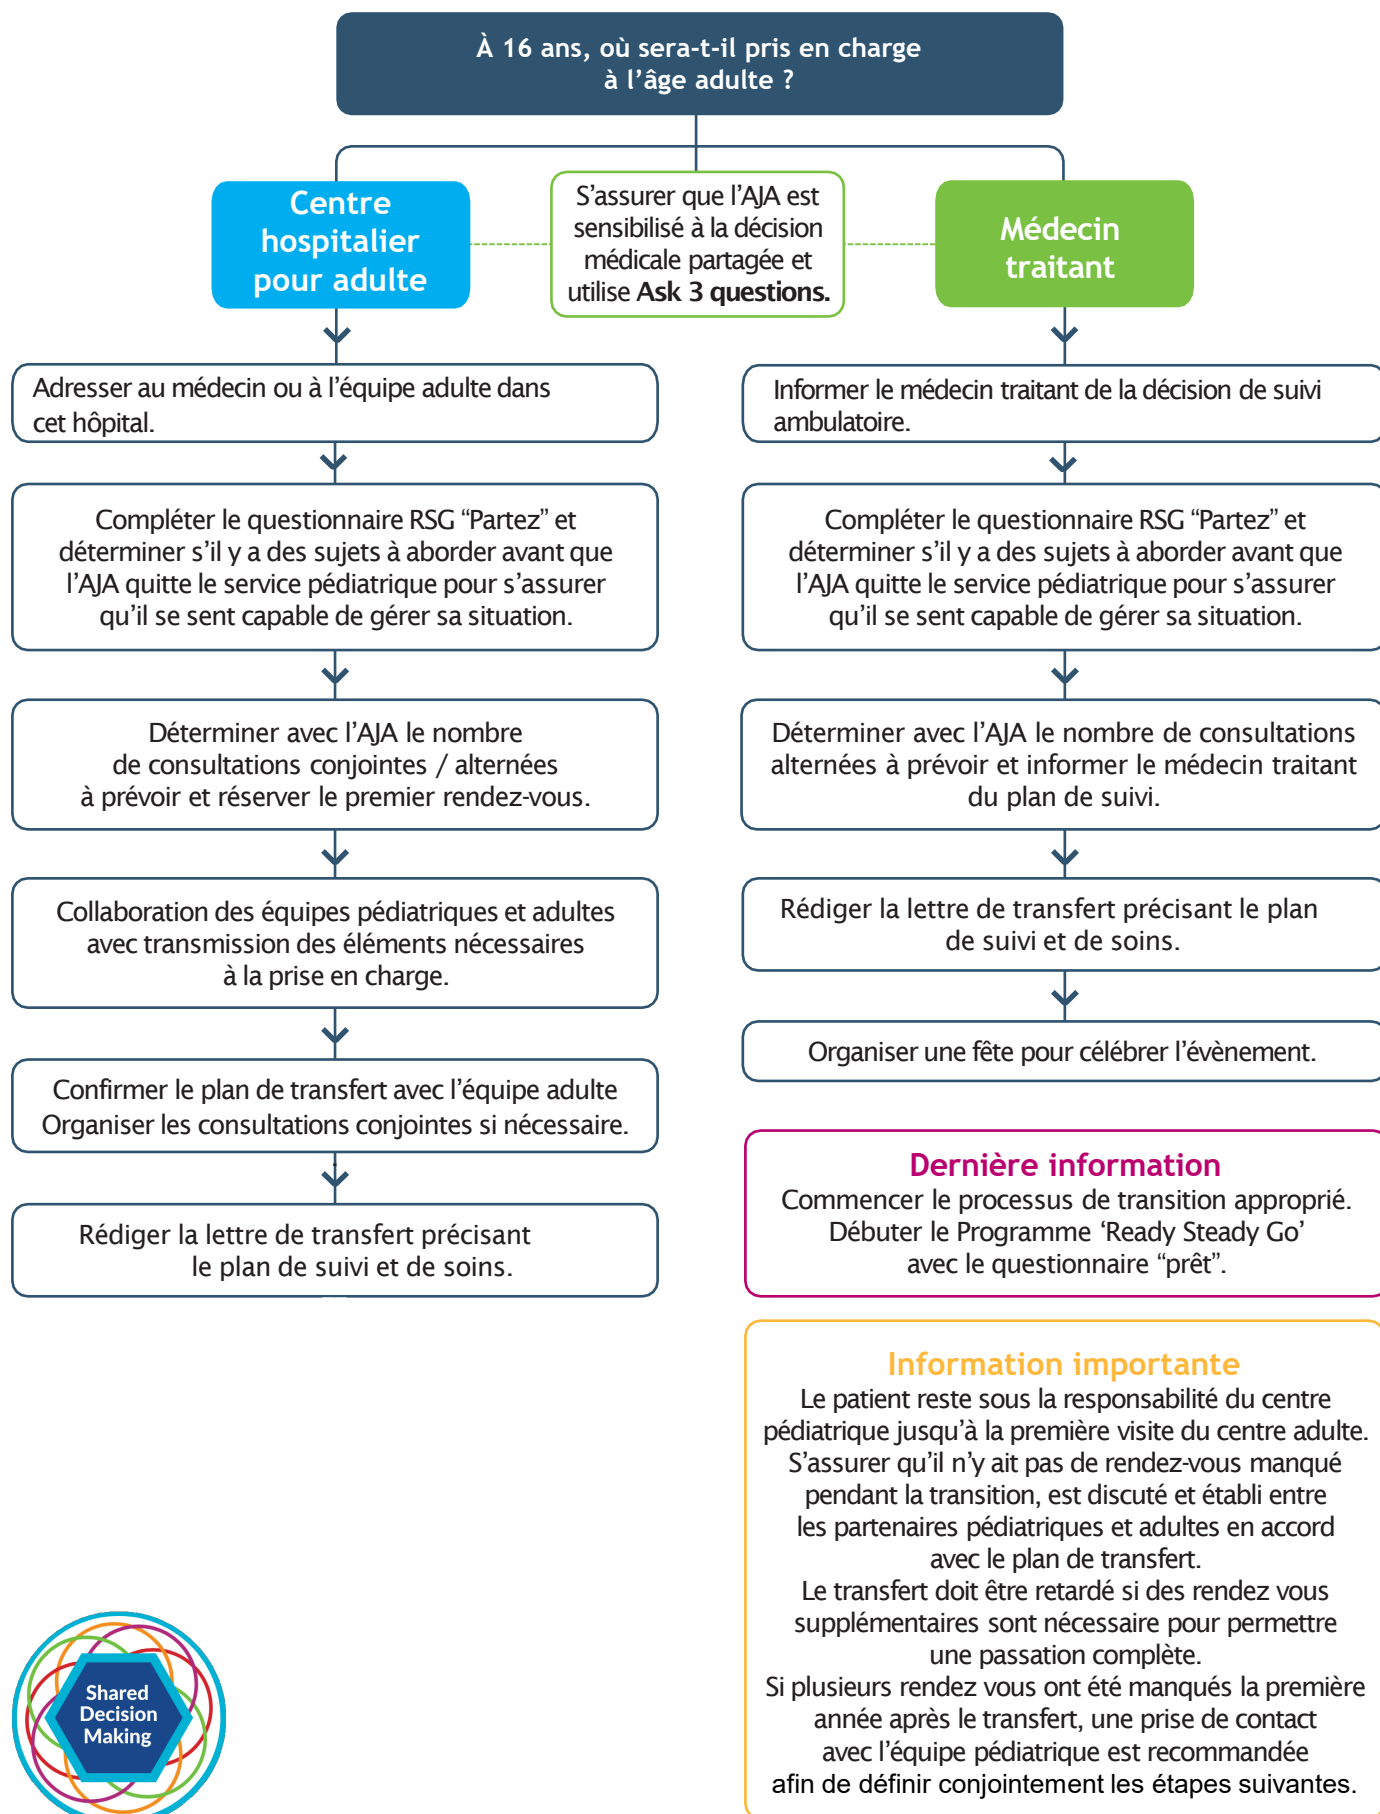 À 16 ans, où sera-t-il pris en charge
à l’âge adulte ?
Centre
hospitalier
pour adulte
S’assurer que l’AJA est
sensibilisé à la décision
médicale partagée et
utilise Ask 3 questions.
Médecin
traitant
Adresser au médecin ou à l’équipe adulte dans
cet hôpital.
Compléter le questionnaire RSG “Partez” et
déterminer s’il y a des sujets à aborder avant que
l’AJA quitte le service pédiatrique pour s’assurer
qu’il se sent capable de gérer sa situation.
Déterminer avec l’AJA le nombre
de consultations conjointes / alternées
à prévoir et réserver le premier rendez-vous.
Collaboration des équipes pédiatriques et adultes
avec transmission des éléments nécessaires
à la prise en charge.
Confirmer le plan de transfert avec l’équipe adulte
Organiser les consultations conjointes si nécessaire.
Rédiger la lettre de transfert précisant
le plan de suivi et de soins.
Informer le médecin traitant de la décision de suivi
ambulatoire.
Compléter le questionnaire RSG “Partez” et
déterminer s’il y a des sujets à aborder avant que
l’AJA quitte le service pédiatrique pour s’assurer
qu’il se sent capable de gérer sa situation.
Déterminer avec l’AJA le nombre de consultations
alternées à prévoir et informer le médecin traitant
du plan de suivi.
Rédiger la lettre de transfert précisant le plan
de suivi et de soins.
Organiser une fête pour célébrer l’évènement.
Dernière information
Commencer le processus de transition approprié.
Débuter le Programme ‘Ready Steady Go’
avec le questionnaire “prêt”.
Information importante
Le patient reste sous la responsabilité du centre
pédiatrique jusqu’à la première visite du centre adulte.
S’assurer qu’il n’y ait pas de rendez-vous manqué
pendant la transition, est discuté et établi entre
les partenaires pédiatriques et adultes en accord
avec le plan de transfert.
Le transfert doit être retardé si des rendez vous
supplémentaires sont nécessaire pour permettre
une passation complète.
Si plusieurs rendez vous ont été manqués la première
année après le transfert, une prise de contact
avec l’équipe pédiatrique est recommandée
afin de définir conjointement les étapes suivantes.
Shared
Decision
Making